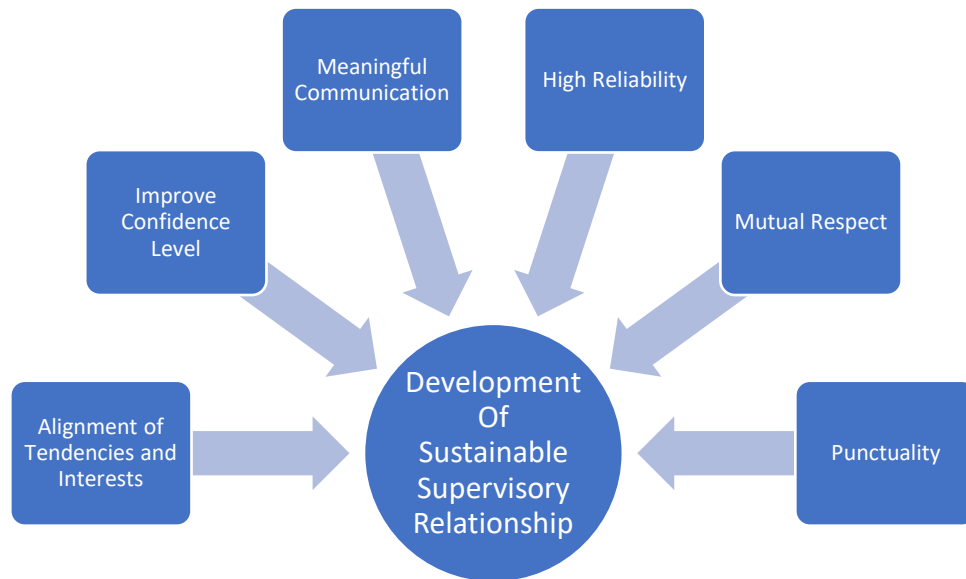 Meaningful
Communication
High Reliability
Improve
Confidence
Level
Mutual Respect
Alignment of
Tendencies and
Interests
Development
Of
Sustainable
Supervisory
Relationship
Punctuality